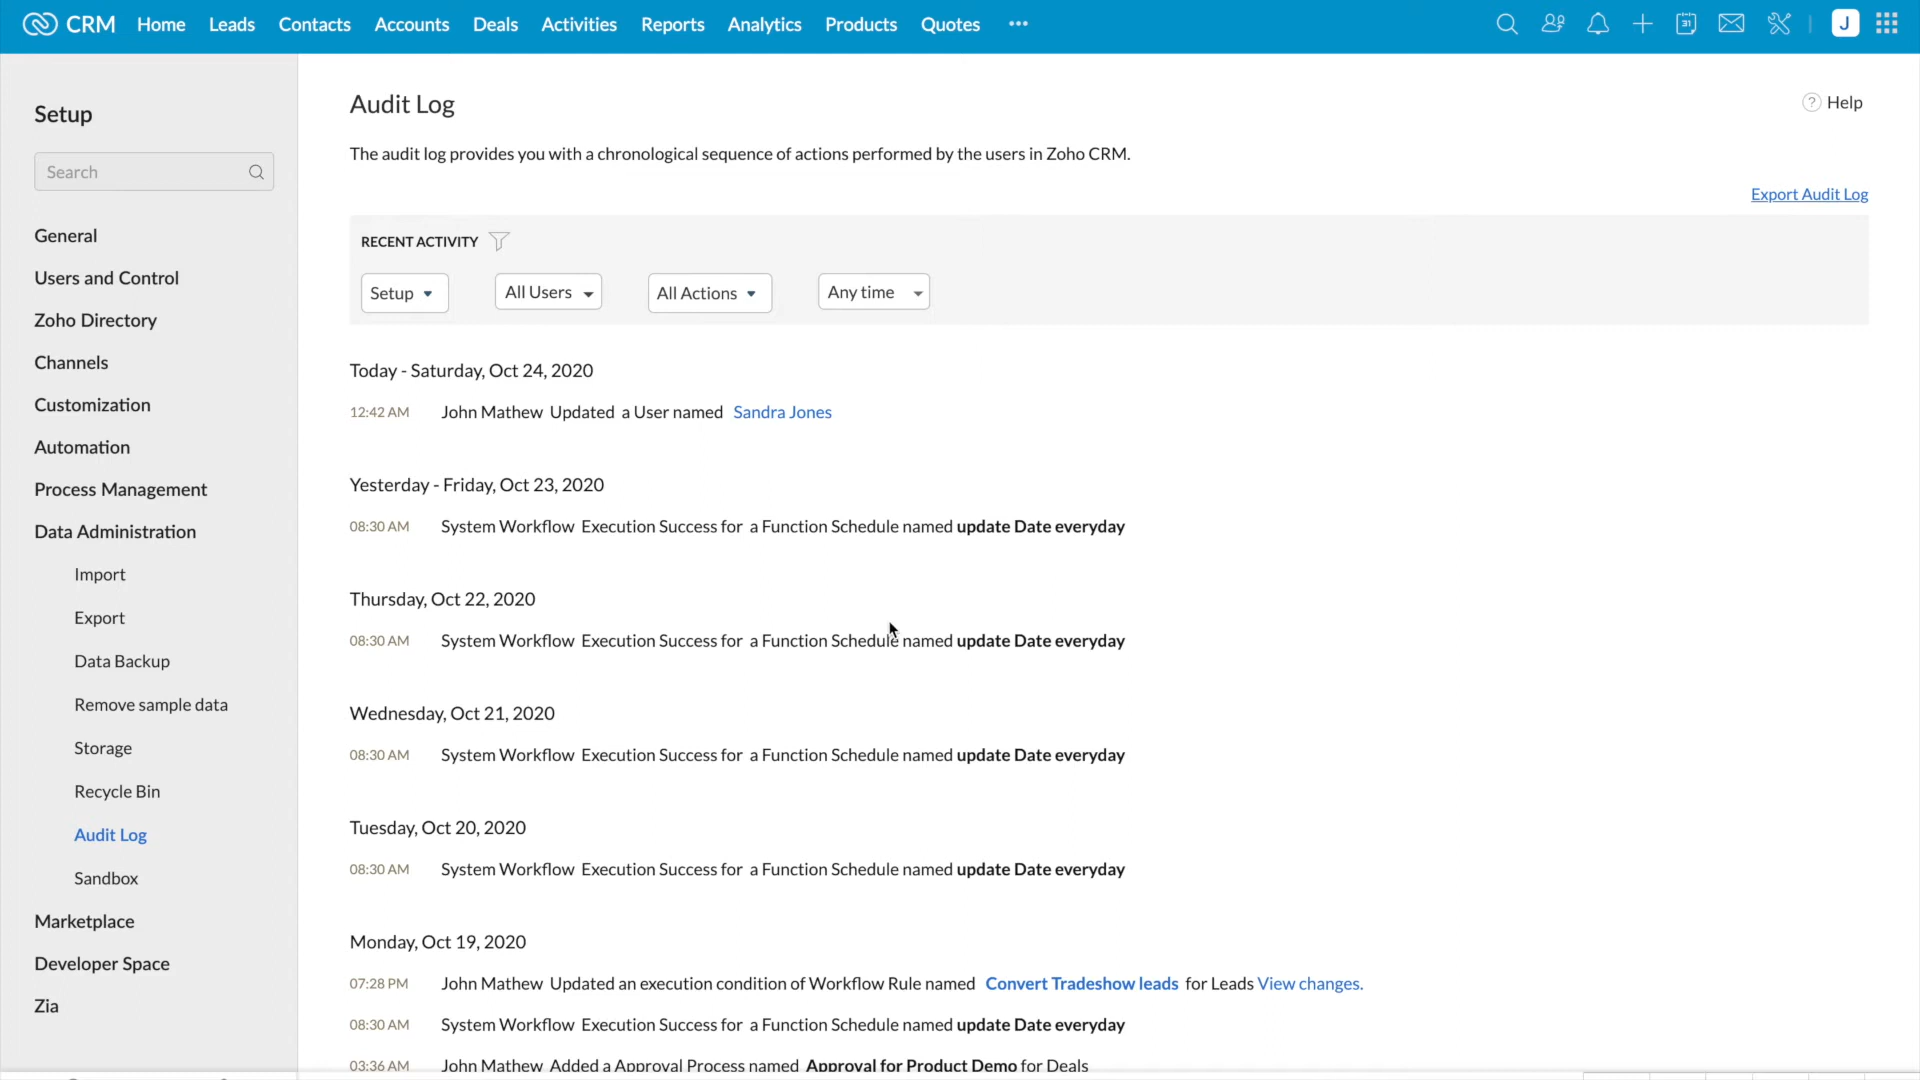 CRM Home Leads Contacts Accounts Deals Activities Reports Analytics Products Quotes ••• 31 J
Setup
Search
General
Users and Control
Zoho Directory
Channels
Customization
Automation
Process Management
Data Administration
Import
Export
Data Backup
Remove sample data
Storage
Recycle Bin
Audit Log
Sandbox
Marketplace
Developer Space
Zia
Audit Log
? Help
The audit log provides you with a chronological sequence of actions performed by the users in Zoho CRM.
Export Audit Log
RECENT ACTIVITY
Setup All Users All Actions Any time
Today - Saturday, Oct 24, 2020
12:42 AM John Mathew Updated a User named Sandra Jones
Yesterday - Friday, Oct 23, 2020
08:30 AM System Workflow Execution Success for a Function Schedule named update Date everyday
Thursday, Oct 22, 2020
08:30 AM System Workflow Execution Success for a Function Schedule named update Date everyday
Wednesday, Oct 21, 2020
08:30 AM System Workflow Execution Success for a Function Schedule named update Date everyday
Tuesday, Oct 20, 2020
08:30 AM System Workflow Execution Success for a Function Schedule named update Date everyday
Monday, Oct 19, 2020
07:28 PM John Mathew Updated an execution condition of Workflow Rule named Convert Tradeshow leads for Leads View changes.
08:30 AM System Workflow Execution Success for a Function Schedule named update Date everyday
03:36 AM John Mathew Added a Approval Process named Approval for Product Demo for Deals